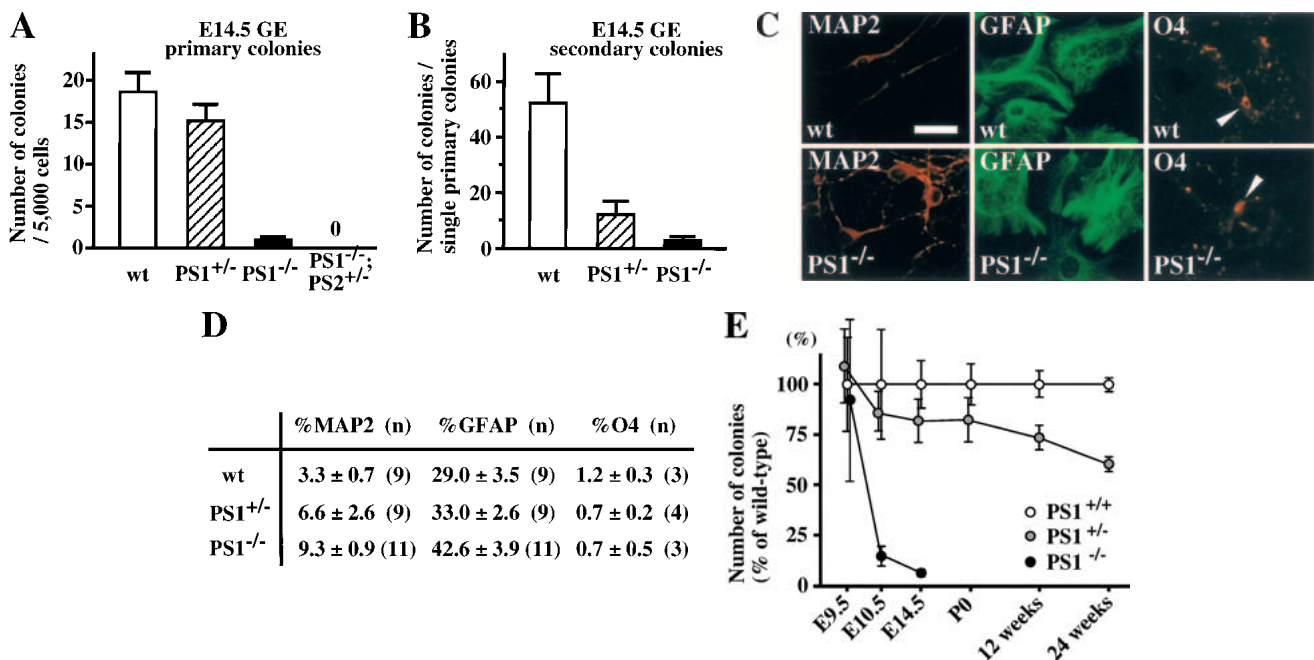 A
E14.5 GE
primary colonies
Number of colonies
/ 5,000 cells
20
15
10
5
0
0
wt
PS1+/-
PS1-/-
PS1-/-;
PS2+/-
B
E14.5 GE
secondary colonies
Number of colonies /
single primary colonies
60
40
20
0
wt
PS1+/-
PS1-/-
C
MAP2
GFAP
O4
wt
wt
wt
MAP2
GFAP
O4
PS1-/-
PS1-/-
PS1-/-
D
%MAP2 (n) %GFAP (n) %O4 (n)
wt 3.3 ± 0.7 (9) 29.0 ± 3.5 (9) 1.2 ± 0.3 (3)
PS1+/- 6.6 ± 2.6 (9) 33.0 ± 2.6 (9) 0.7 ± 0.2 (4)
PS1-/- 9.3 ± 0.9 (11) 42.6 ± 3.9 (11) 0.7 ± 0.5 (3)
E
(%)
Number of colonies
(% of wild-type)
100
75
50
25
0
PS1+/+
PS1+/-
PS1-/-
E9.5
E10.5
E14.5
P0
12 weeks
24 weeks